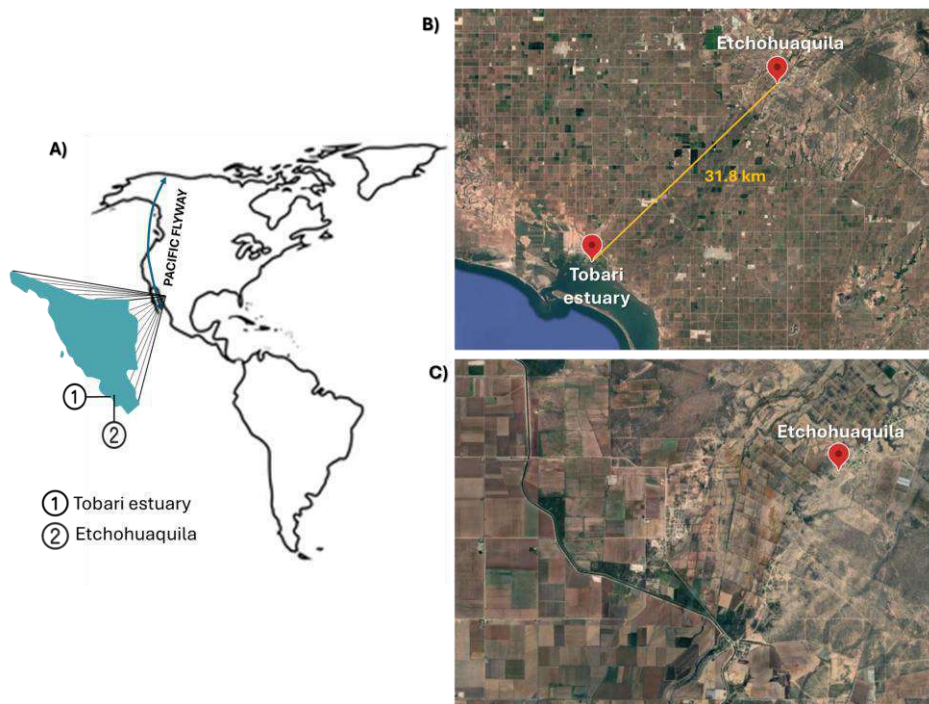 A)
PACIFIC FLYWAY
1
2
1 Tobari estuary
2 Etchohuaquila
B)
Etchohuaquila
31.8 km
Tobari
estuary
C)
Etchohuaquila